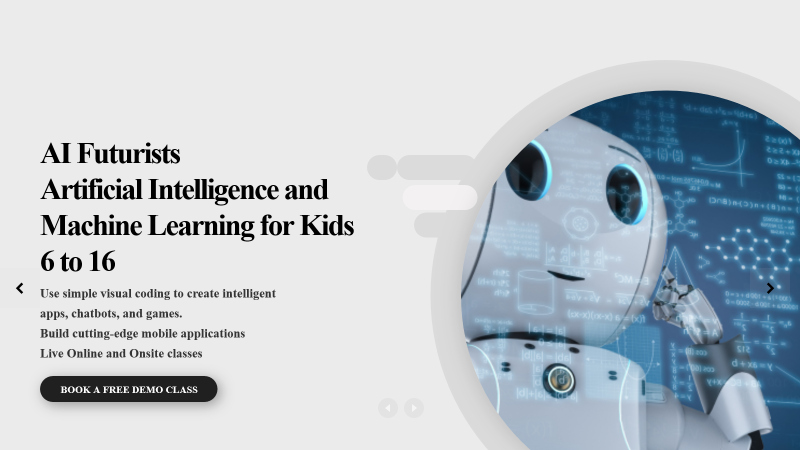 AI Futurists
Artificial Intelligence and
Machine Learning for Kids
6 to 16
Use simple visual coding to create intelligent
apps, chatbots, and games.
Build cutting-edge mobile applications
Live Online and Onsite classes
BOOK A FREE DEMO CLASS